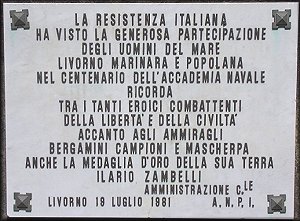 LA RESISTENZA ITALIANA
HA VISTO LA GENEROSA PARTECIPAZIONE
DEGLI UOMINI DEL MARE
LIVORNO MARINARA E POPOLANA
NEL CENTENARIO DELL'ACCADEMIA NAVALE
RICORDA
TRA I TANTI EROICI COMBATTENTI
DELLA LIBERTA' E DELLA CIVILTA'
ACCANTO AGLI AMMIRAGLI
BERGAMINI CAMPIONI E MASCHERPA
ANCHE LA MEDAGLIA D'ORO DELLA SUA TERRA
ILARIO ZAMBELLI
AMMINISTRAZIONE C.LE
LIVORNO 19 LUGLIO 1981 A. N. P. I.